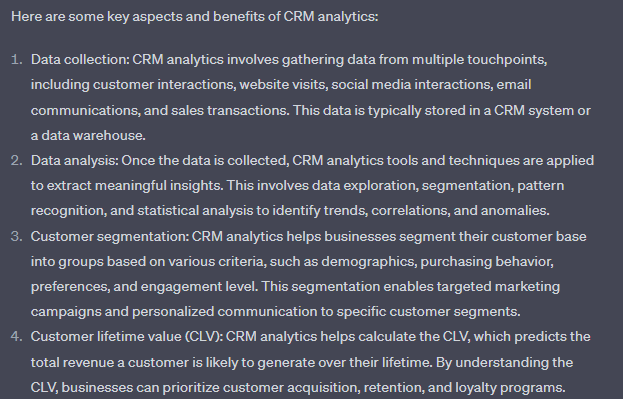 Here are some key aspects and benefits of CRM analytics:
1. Data collection: CRM analytics involves gathering data from multiple touchpoints,
including customer interactions, website visits, social media interactions, email
communications, and sales transactions. This data is typically stored in a CRM system or
a data warehouse.
2. Data analysis: Once the data is collected, CRM analytics tools and techniques are applied
to extract meaningful insights. This involves data exploration, segmentation, pattern
recognition, and statistical analysis to identify trends, correlations, and anomalies.
3. Customer segmentation: CRM analytics helps businesses segment their customer base
into groups based on various criteria, such as demographics, purchasing behavior,
preferences, and engagement level. This segmentation enables targeted marketing
campaigns and personalized communication to specific customer segments.
4. Customer lifetime value (CLV): CRM analytics helps calculate the CLV, which predicts the
total revenue a customer is likely to generate over their lifetime. By understanding the
CLV, businesses can prioritize customer acquisition, retention, and loyalty programs.